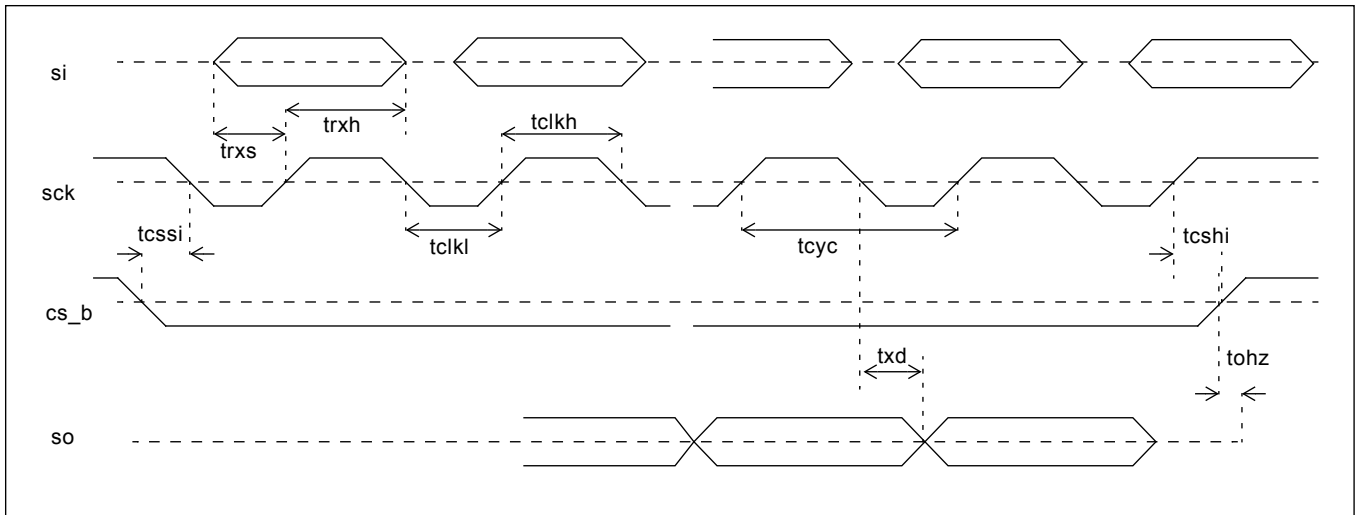 si
trxs
trxh
tclkh
sck
tcssi
tclkl
tcyc
tcshi
cs_b
txd
tohz
so